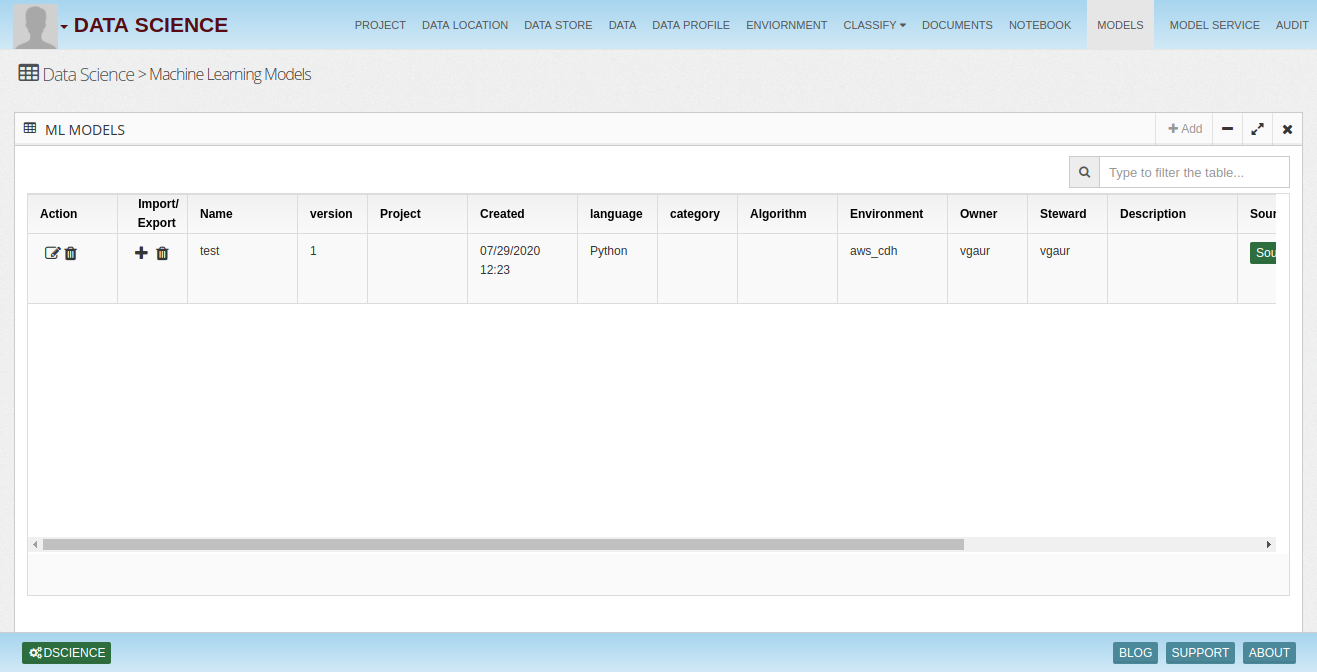 DATA SCIENCE
PROJECT DATA LOCATION DATA STORE DATA DATA PROFILE ENVIORNMENT CLASSIFY DOCUMENTS NOTEBOOK MODELS MODEL SERVICE AUDIT
Data Science > Machine Learning Models
ML MODELS
Add
Type to filter the table...
Action Import/ Export Name version Project Created language category Algorithm Environment Owner Steward Description Sour
test 1 07/29/2020 Python aws_cdh vgaur vgaur Sou
12:23
DSCIENCE BLOG SUPPORT ABOUT